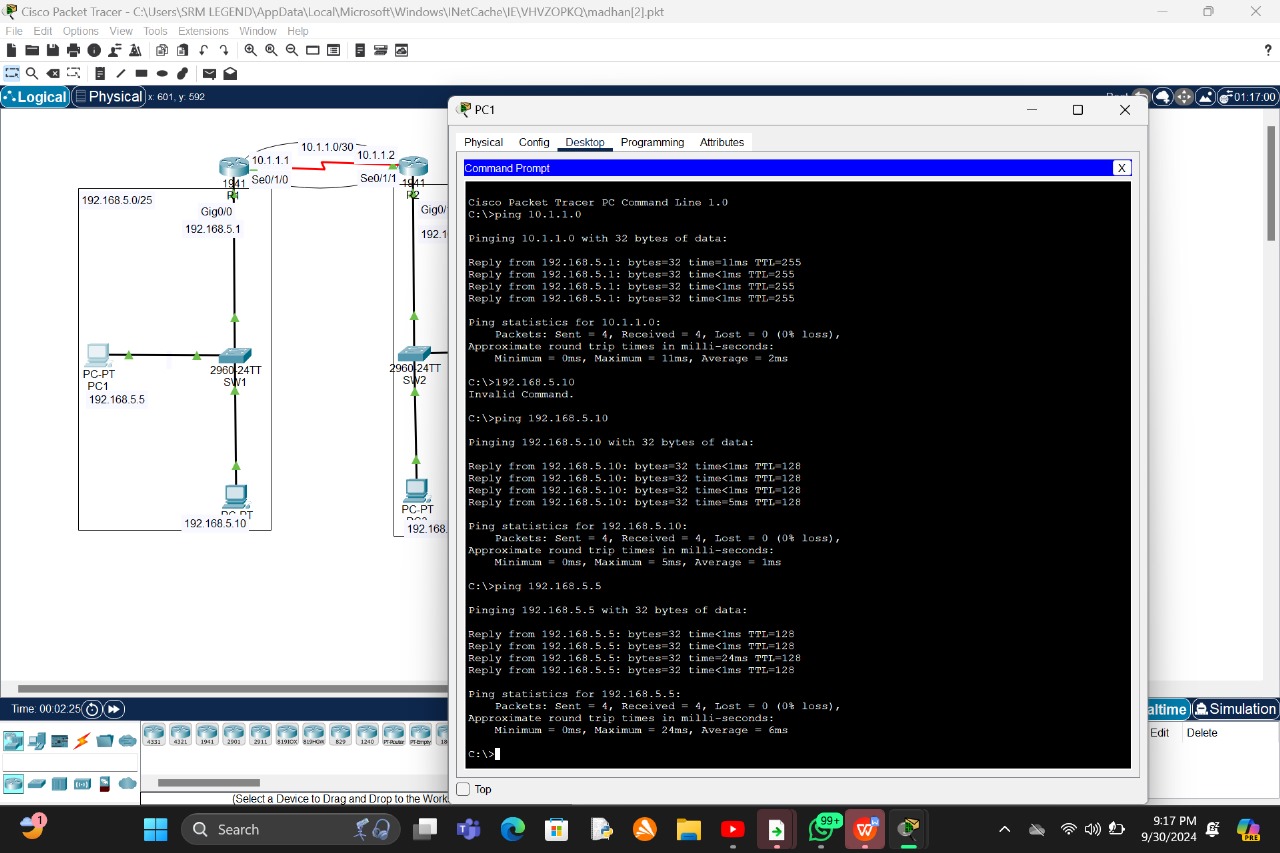 Cisco Packet Tracer - C:\Users\SRM LEGEND\AppData\Local\Microsoft\Windows\INetCache\IE\VHVZOPKQ\madhan[2].pkt
File Edit Options View Tools Extensions Window Help
?
Logical Physical x: 601, y: 592
01:17:00
10.1.1.0/30
10.1.1.1
10.1.1.2
Se0/1/0
Se0/1/1
1941
R1
1941
R2
192.168.5.0/25
Gig0/0
192.168.5.1
Gig0/
192.1
PC-PT
PC1
192.168.5.5
2960-24TT
SW1
2960-24TT
SW2
PC-PT
192.168.5.10
PC-PT
192.168.
PC1
Physical Config Desktop Programming Attributes
Command Prompt X
Cisco Packet Tracer PC Command Line 1.0
C:\>ping 10.1.1.0
Pinging 10.1.1.0 with 32 bytes of data:
Reply from 192.168.5.1: bytes=32 time=11ms TTL=255
Reply from 192.168.5.1: bytes=32 time<1ms TTL=255
Reply from 192.168.5.1: bytes=32 time<1ms TTL=255
Reply from 192.168.5.1: bytes=32 time<1ms TTL=255
Ping statistics for 10.1.1.0:
Packets: Sent = 4, Received = 4, Lost = 0 (0% loss),
Approximate round trip times in milli-seconds:
Minimum = 0ms, Maximum = 11ms, Average = 2ms
C:\>192.168.5.10
Invalid Command.
C:\>ping 192.168.5.10
Pinging 192.168.5.10 with 32 bytes of data:
Reply from 192.168.5.10: bytes=32 time<1ms TTL=128
Reply from 192.168.5.10: bytes=32 time<1ms TTL=128
Reply from 192.168.5.10: bytes=32 time<1ms TTL=128
Reply from 192.168.5.10: bytes=32 time=5ms TTL=128
Ping statistics for 192.168.5.10:
Packets: Sent = 4, Received = 4, Lost = 0 (0% loss),
Approximate round trip times in milli-seconds:
Minimum = 0ms, Maximum = 5ms, Average = 1ms
C:\>ping 192.168.5.5
Pinging 192.168.5.5 with 32 bytes of data:
Reply from 192.168.5.5: bytes=32 time<1ms TTL=128
Reply from 192.168.5.5: bytes=32 time<1ms TTL=128
Reply from 192.168.5.5: bytes=32 time=24ms TTL=128
Reply from 192.168.5.5: bytes=32 time<1ms TTL=128
Ping statistics for 192.168.5.5:
Packets: Sent = 4, Received = 4, Lost = 0 (0% loss),
Approximate round trip times in milli-seconds:
Minimum = 0ms, Maximum = 24ms, Average = 6ms
C:\>
Top
Time: 00:02:25
altime Simulation
Edit Delete
4331 4321 1941 2901 2911 819IOX 819HGW 829 1240 PT-Router PT-Empty 18
(Select a Device to Drag and Drop to the Work
1
Search
99+
W
9:17 PM
9/30/2024
PRE